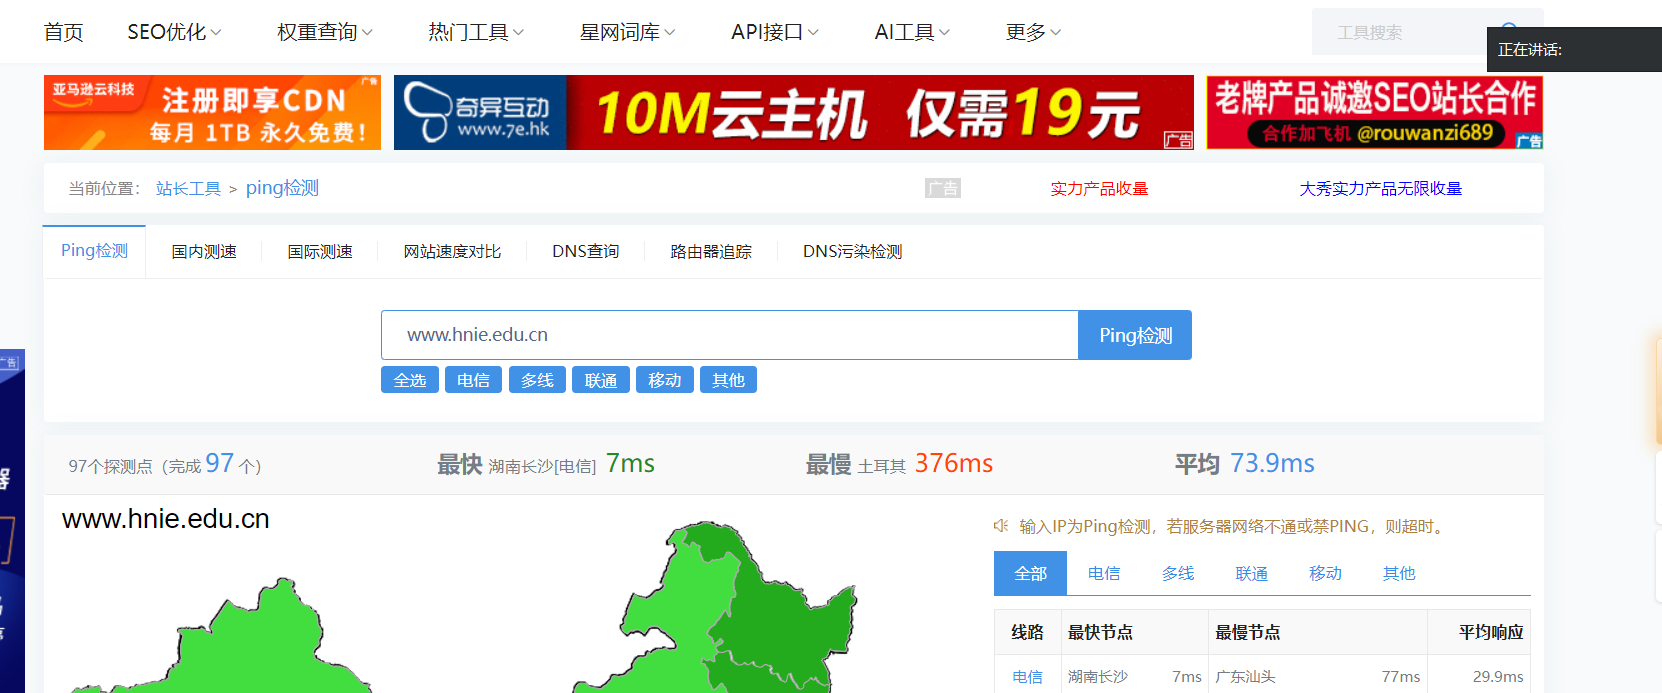 首页 SEO优化 权重查询 热门工具 星网词库 API接口 AI工具 更多 工具搜索
正在讲话:
亚马逊云科技 广告
注册即享CDN
每月 1TB 永久免费！
奇异互动
www.7e.hk
10M云主机 仅需19元
广告
老牌产品诚邀SEO站长合作
合作加飞机 @rouwanzi689
广告
当前位置： 站长工具 > ping检测 广告 实力产品收量 大秀实力产品无限收量
Ping检测 国内测速 国际测速 网站速度对比 DNS查询 路由器追踪 DNS污染检测
www.hnie.edu.cn Ping检测
全选 电信 多线 联通 移动 其他
广告
97个探测点（完成 97 个） 最快 湖南长沙[电信] 7ms 最慢 土耳其 376ms 平均 73.9ms
器
www.hnie.edu.cn
输入IP为Ping检测，若服务器网络不通或禁PING，则超时。
全部 电信 多线 联通 移动 其他
线路 最快节点 最慢节点 平均响应
电信 湖南长沙 7ms 广东汕头 77ms 29.9ms